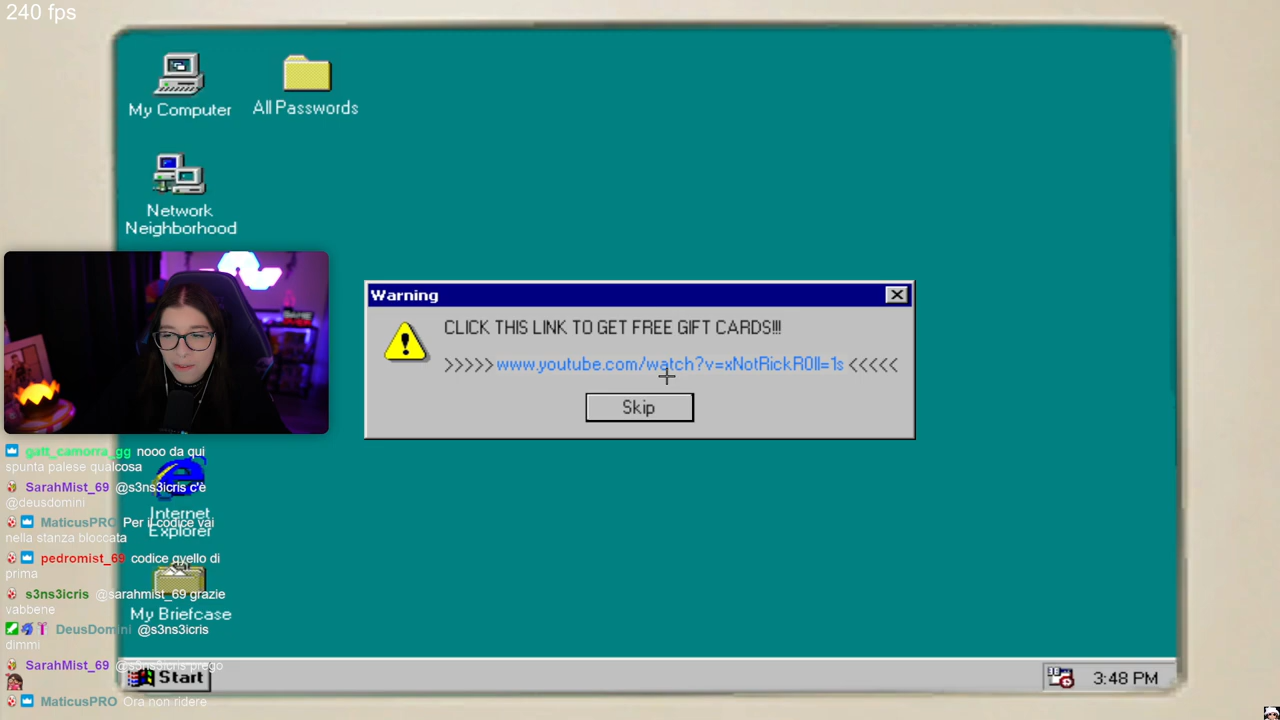 240 fps
My Computer
All Passwords
Network
Neighborhood
Warning
CLICK THIS LINK TO GET FREE GIFT CARDS!!!
>>>>> www.youtube.com/watch?v=xNotRickR0ll=1s <<<<<
Skip
gatt_camorra_gg nooo da qui
spunta palese qualcosa
SarahMist_69 @s3ns3icris c'è
@deusdomini
Internet
Explorer
MaticusPRO Per il codice vai
nella stanza bloccata
pedromist_69 codice qvello di
prima
s3ns3icris @sarahmist_69 grazie
vabbene
My Briefcase
DeusDomini @s3ns3icris
dimmi
SarahMist_69 @s3ns3icris prego
MaticusPRO Ora non ridere
Start
3:48 PM